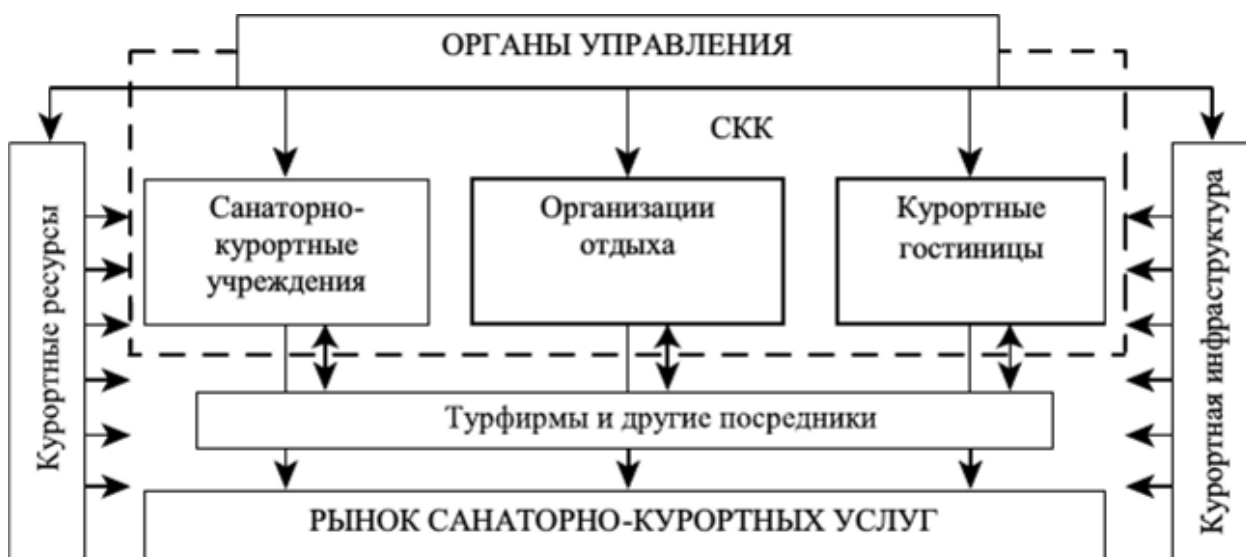 ОРГАНЫ УПРАВЛЕНИЯ
СКК
Курортные ресурсы
Санаторно-
курортные
учреждения
Организации
отдыха
Курортные
гостиницы
Курортная инфраструктура
Турфирмы и другие посредники
РЫНОК САНАТОРНО-КУРОРТНЫХ УСЛУГ